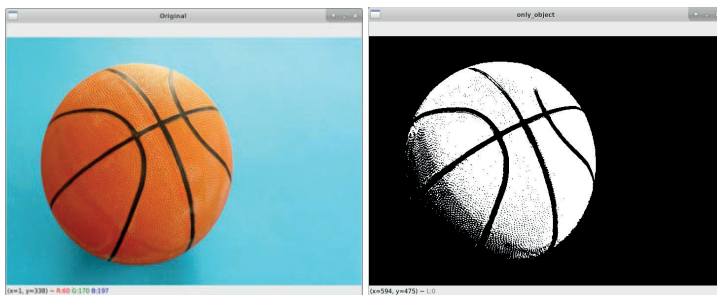 Original
only_object
(x=1, y=338) ~ R:60 G:170 B:197
(x=594, y=475) ~ L:0